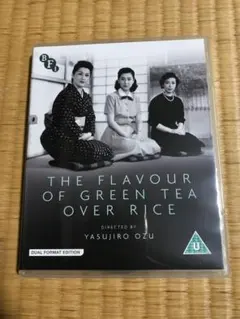 BFI
THE FLAVOUR
OF GREEN TEA
OVER RICE
DIRECTED BY
YASUJIRO OZU
DUAL FORMAT EDITION
U